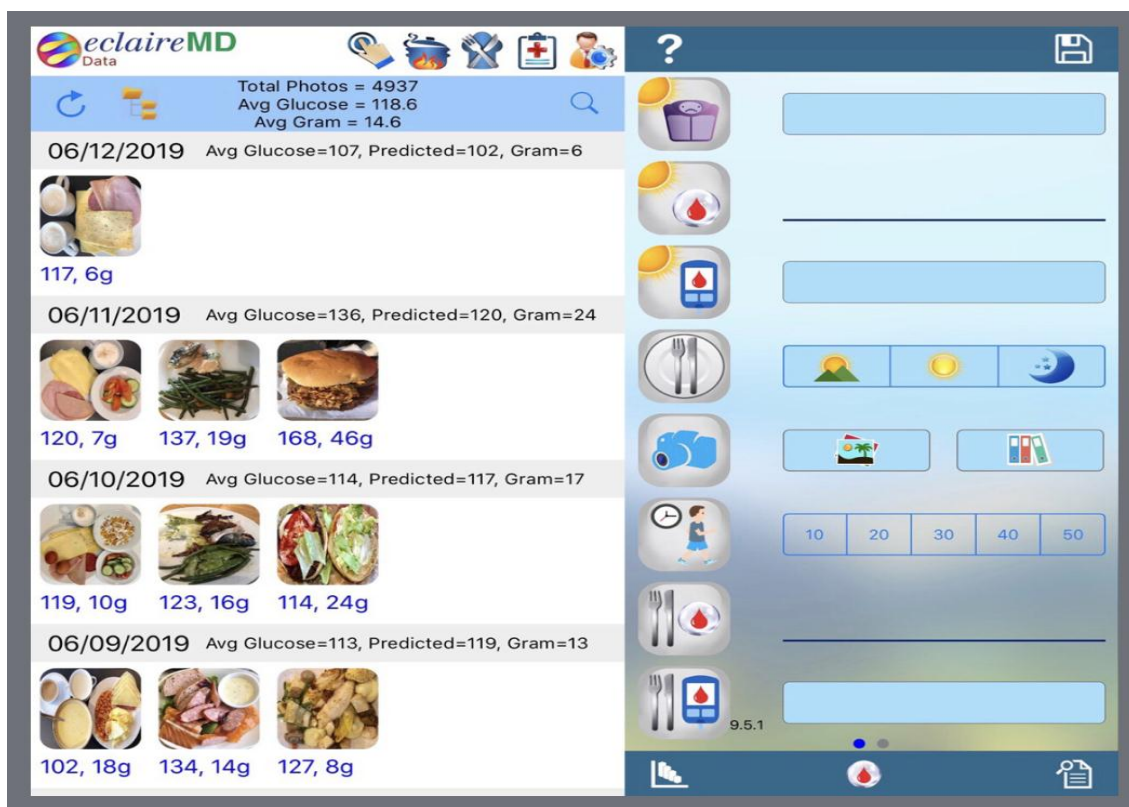 eclaireMD
Data
Total Photos = 4937
Avg Glucose = 118.6
Avg Gram = 14.6
06/12/2019 Avg Glucose=107, Predicted=102, Gram=6
117, 6g
06/11/2019 Avg Glucose=136, Predicted=120, Gram=24
120, 7g 137, 19g 168, 46g
06/10/2019 Avg Glucose=114, Predicted=117, Gram=17
119, 10g 123, 16g 114, 24g
06/09/2019 Avg Glucose=113, Predicted=119, Gram=13
102, 18g 134, 14g 127, 8g
?
10 20 30 40 50
9.5.1